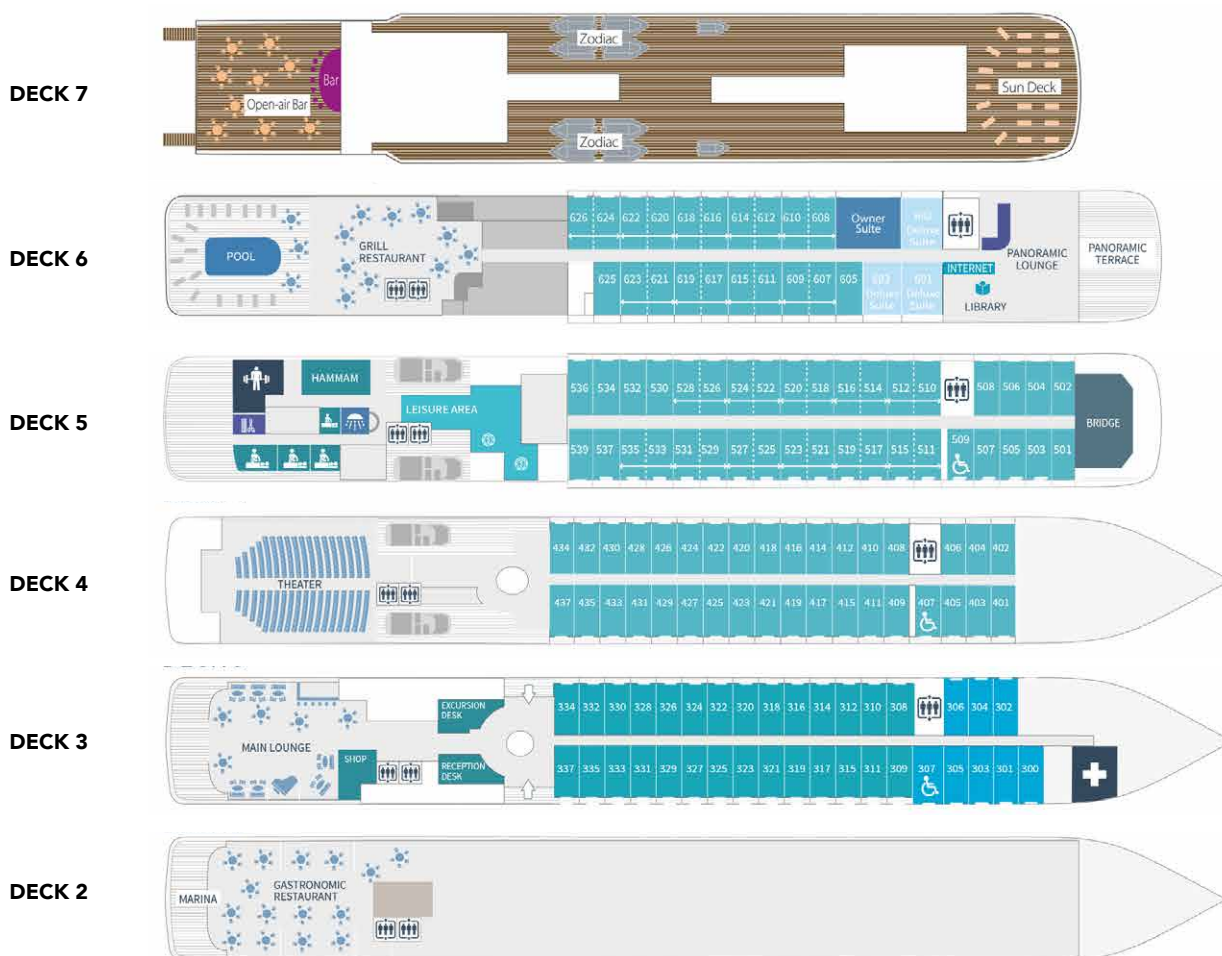 DECK 7
Zodiac
Bar
Open-air Bar
Sun Deck
Zodiac
DECK 6
626 624 622 620 618 616 614 612 610 608
Owner
Suite
Deluxe
Suite
POOL
GRILL
RESTAURANT
PANORAMIC
LOUNGE
PANORAMIC
TERRACE
INTERNET
LIBRARY
625 623 621 619 617 615 611 609 607 605
603
Deluxe
Suite
601
Deluxe
Suite
DECK 5
HAMMAM
LEISURE AREA
536 534 532 530 528 526 524 522 520 518 516 514 512 510 508 506 504 502
BRIDGE
539 537 535 533 531 529 527 525 523 521 519 517 515 511 509 507 505 503 501
DECK 4
THEATER
434 432 430 428 426 424 422 420 418 416 414 412 410 408 406 404 402
437 435 433 431 429 427 425 423 421 419 417 415 411 409 407 405 403 401
DECK 3
EXCURSION
DESK
MAIN LOUNGE
SHOP
RECEPTION
DESK
334 332 330 328 326 324 322 320 318 316 314 312 310 308 306 304 302
337 335 333 331 329 327 325 323 321 319 317 315 311 309 307 305 303 301 300
DECK 2
MARINA
GASTRONOMIC
RESTAURANT